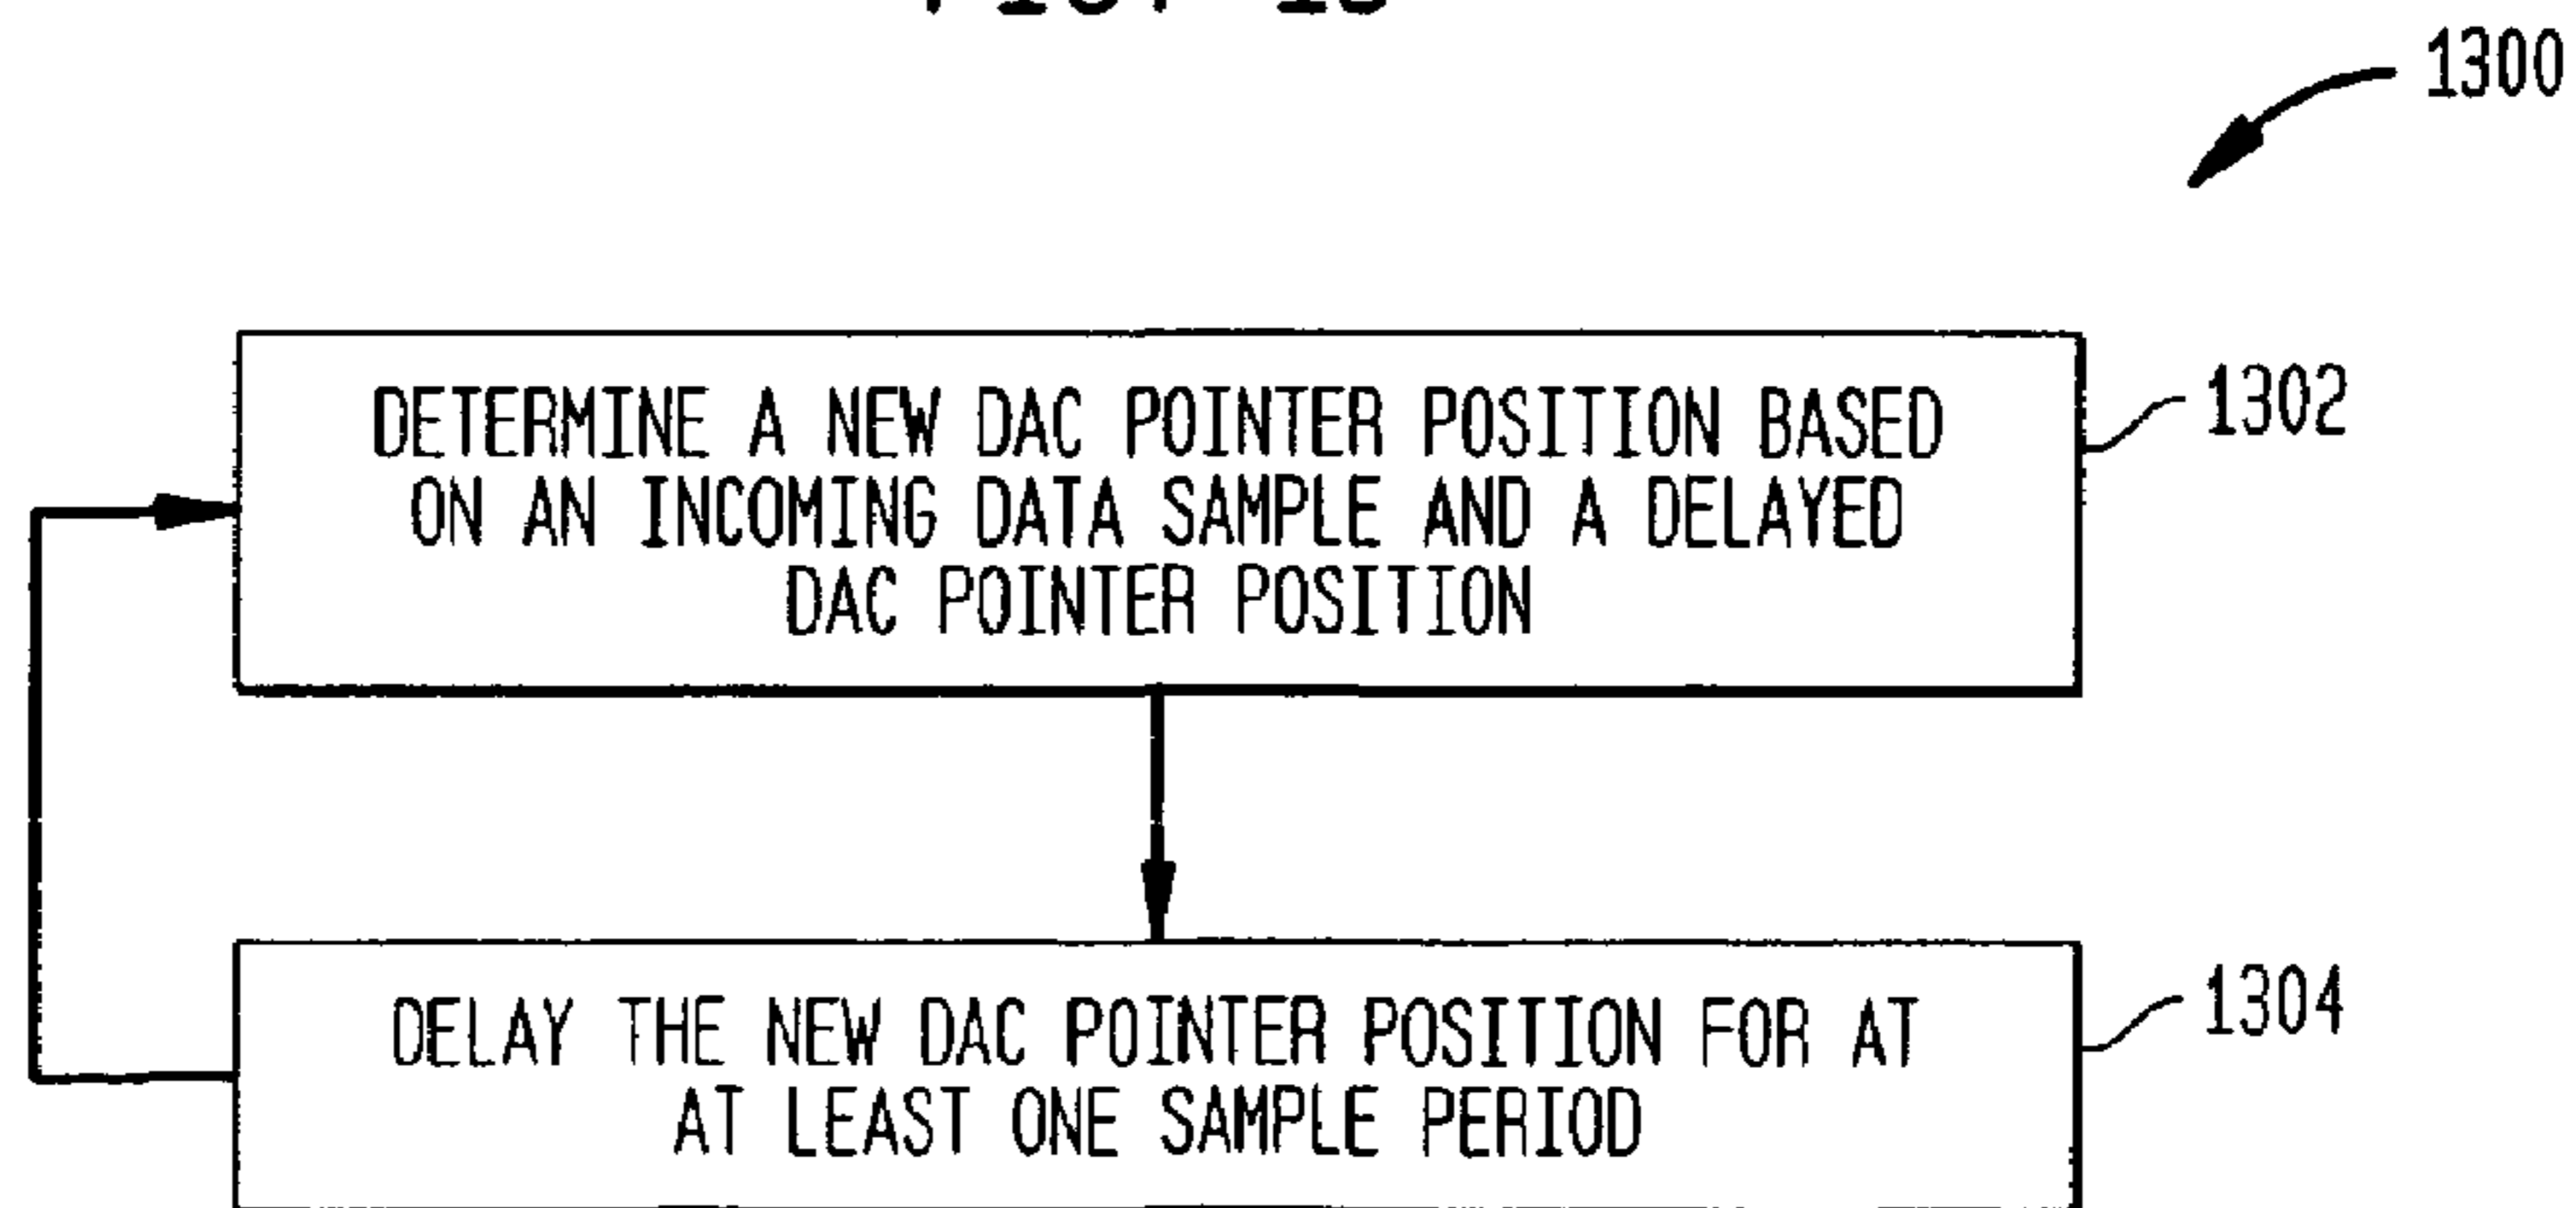 1300
DETERMINE A NEW DAC POINTER POSITION BASED
ON AN INCOMING DATA SAMPLE AND A DELAYED
DAC POINTER POSITION
1302
DELAY THE NEW DAC POINTER POSITION FOR AT
AT LEAST ONE SAMPLE PERIOD
1304